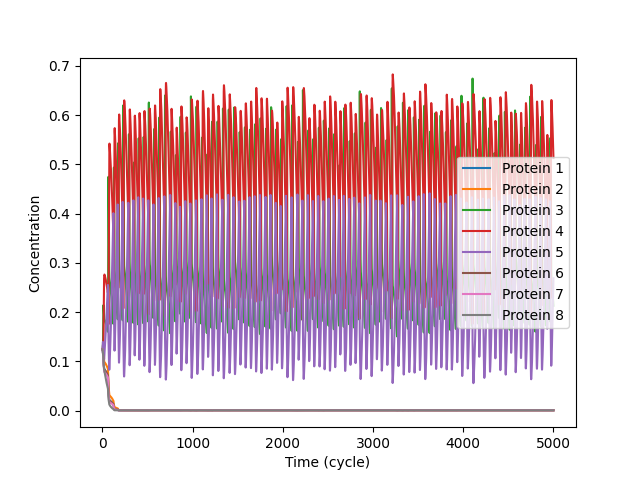 0.7
0.6
0.5
0.4
0.3
0.2
0.1
0.0
Concentration
Protein 1
Protein 2
Protein 3
Protein 4
Protein 5
Protein 6
Protein 7
Protein 8
0 1000 2000 3000 4000 5000
Time (cycle)